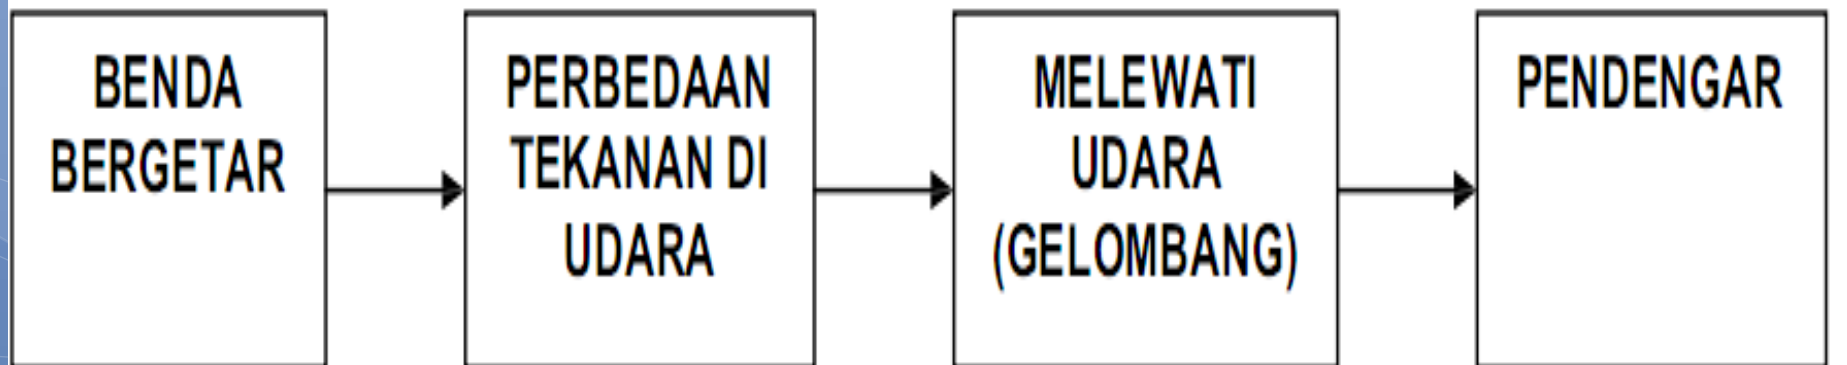 BENDA
BERGETAR
PERBEDAAN
TEKANAN DI
UDARA
MELEWATI
UDARA
(GELOMBANG)
PENDENGAR